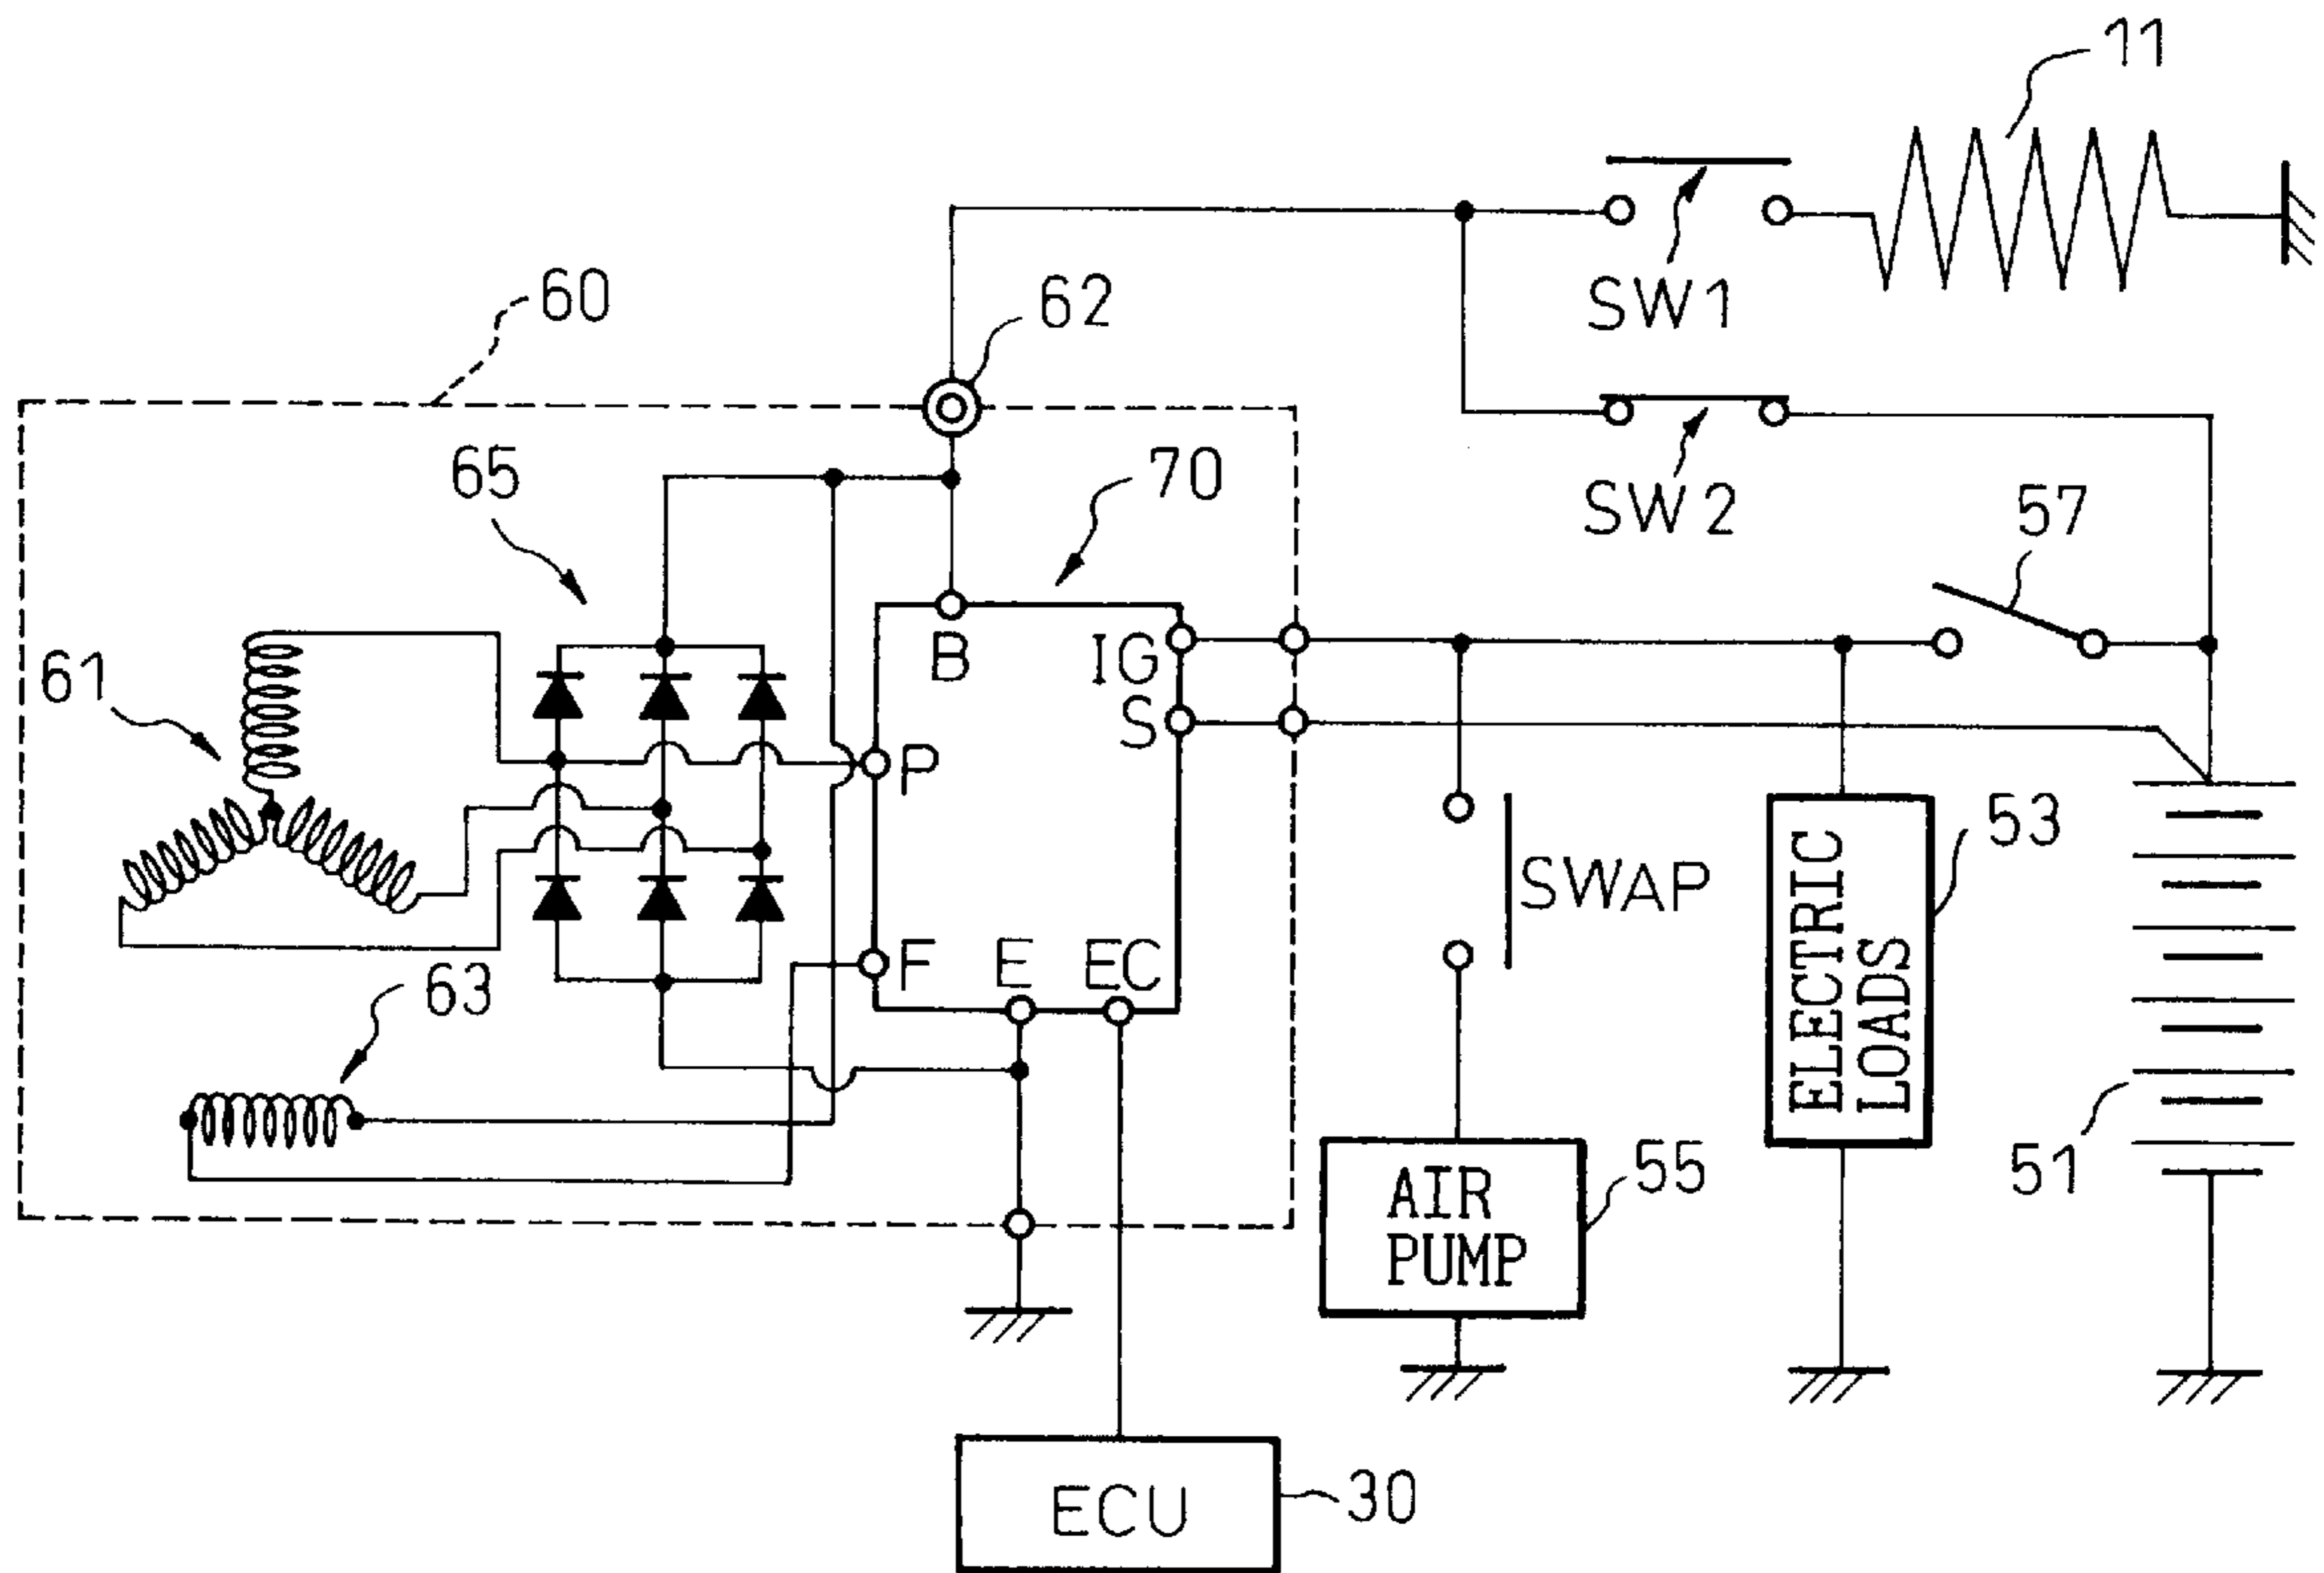 11
SW1
60
62
65
70
SW2
57
61
B
IG
S
P
53
SWAP
ELECTRIC
LOADS
F
E
EC
63
51
55
AIR
PUMP
ECU
30